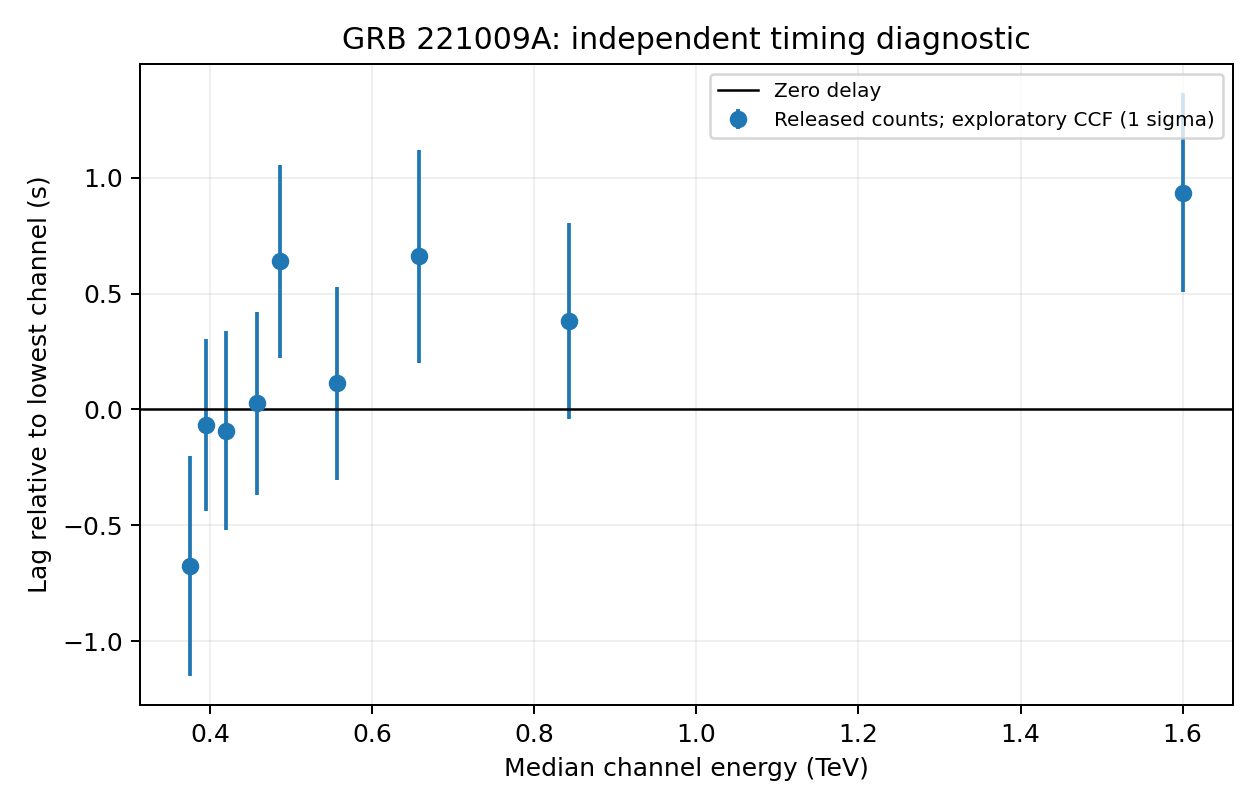 GRB 221009A: independent timing diagnostic
Zero delay
Released counts; exploratory CCF (1 sigma)
Lag relative to lowest channel (s)
1.0
0.5
0.0
−0.5
−1.0
0.4 0.6 0.8 1.0 1.2 1.4 1.6
Median channel energy (TeV)